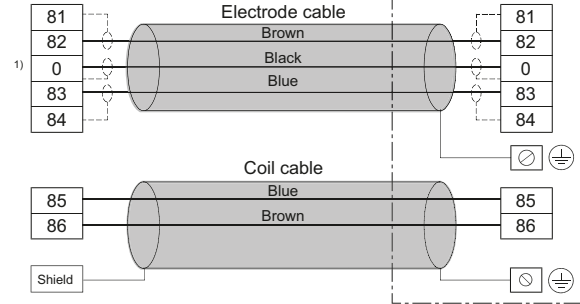 Electrode cable
81 81
82 Brown 82
1) 0 Black 0
83 Blue 83
84 84
Coil cable
85 Blue 85
86 Brown 86
Shield